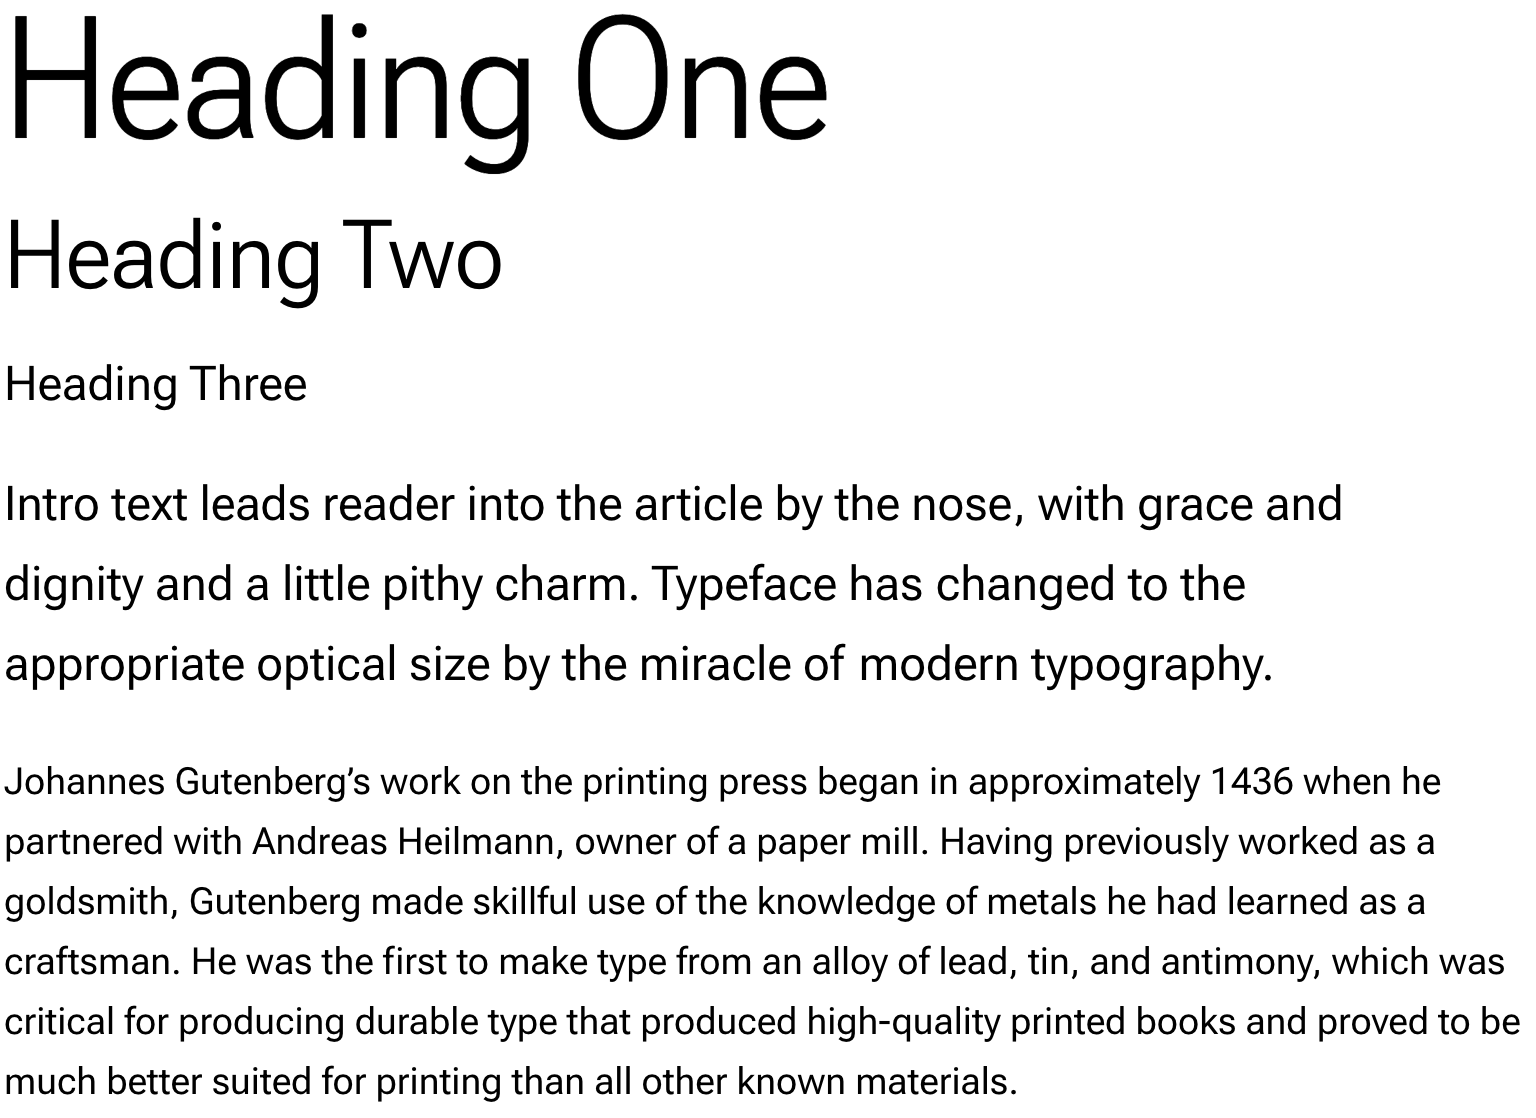 Heading One
Heading Two
Heading Three
Intro text leads reader into the article by the nose, with grace and
dignity and a little pithy charm. Typeface has changed to the
appropriate optical size by the miracle of modern typography.
Johannes Gutenberg’s work on the printing press began in approximately 1436 when he
partnered with Andreas Heilmann, owner of a paper mill. Having previously worked as a
goldsmith, Gutenberg made skillful use of the knowledge of metals he had learned as a
craftsman. He was the first to make type from an alloy of lead, tin, and antimony, which was
critical for producing durable type that produced high-quality printed books and proved to be
much better suited for printing than all other known materials.